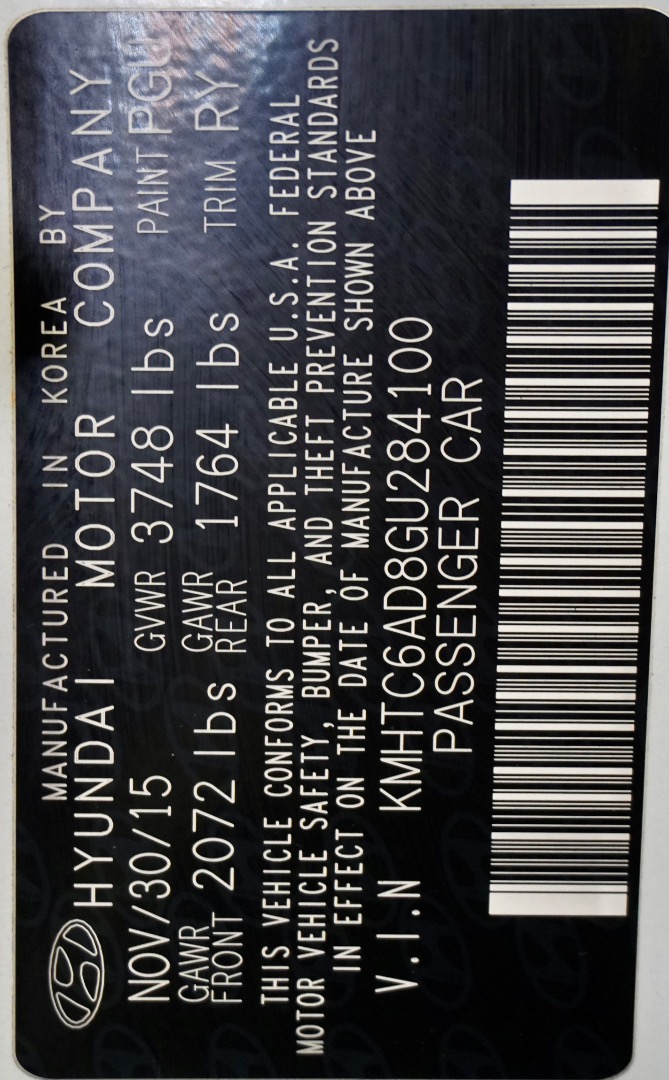 MANUFACTURED IN KOREA BY
HYUNDAI MOTOR COMPANY
NOV/30/15 GVWR 3748 lbs PAINT PGU
GAWR FRONT 2072 lbs GAWR REAR 1764 lbs TRIM RY
THIS VEHICLE CONFORMS TO ALL APPLICABLE U.S.A. FEDERAL
MOTOR VEHICLE SAFETY, BUMPER, AND THEFT PREVENTION STANDARDS
IN EFFECT ON THE DATE OF MANUFACTURE SHOWN ABOVE
V.I.N KMHTC6AD8GU284100
PASSENGER CAR